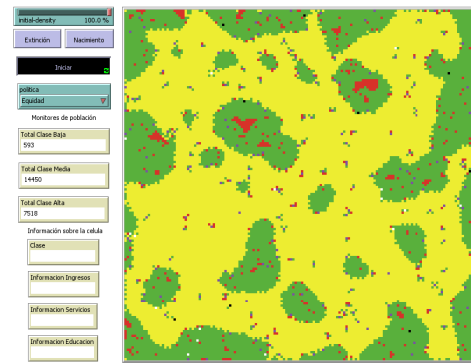 initial-density 100.0 %
Extinción Nacimiento
Iniciar
politica
Equidad
Monitores de población
Total Clase Baja
593
Total Clase Media
14450
Total Clase Alta
7518
Información sobre la celula
Clase
Informacion Ingresos
Informacion Servicios
Informacion Educacion